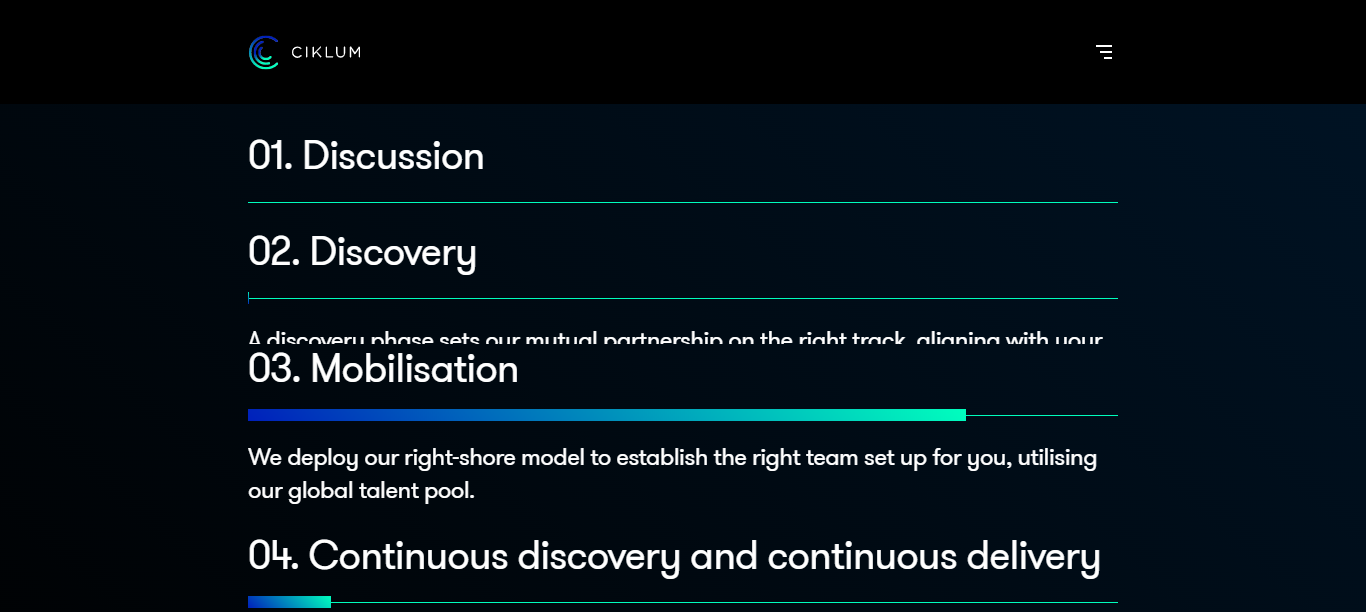 CIKLUM
01. Discussion
02. Discovery
A discovery phase sets our mutual partnership on the right track, aligning with your
03. Mobilisation
We deploy our right-shore model to establish the right team set up for you, utilising
our global talent pool.
04. Continuous discovery and continuous delivery